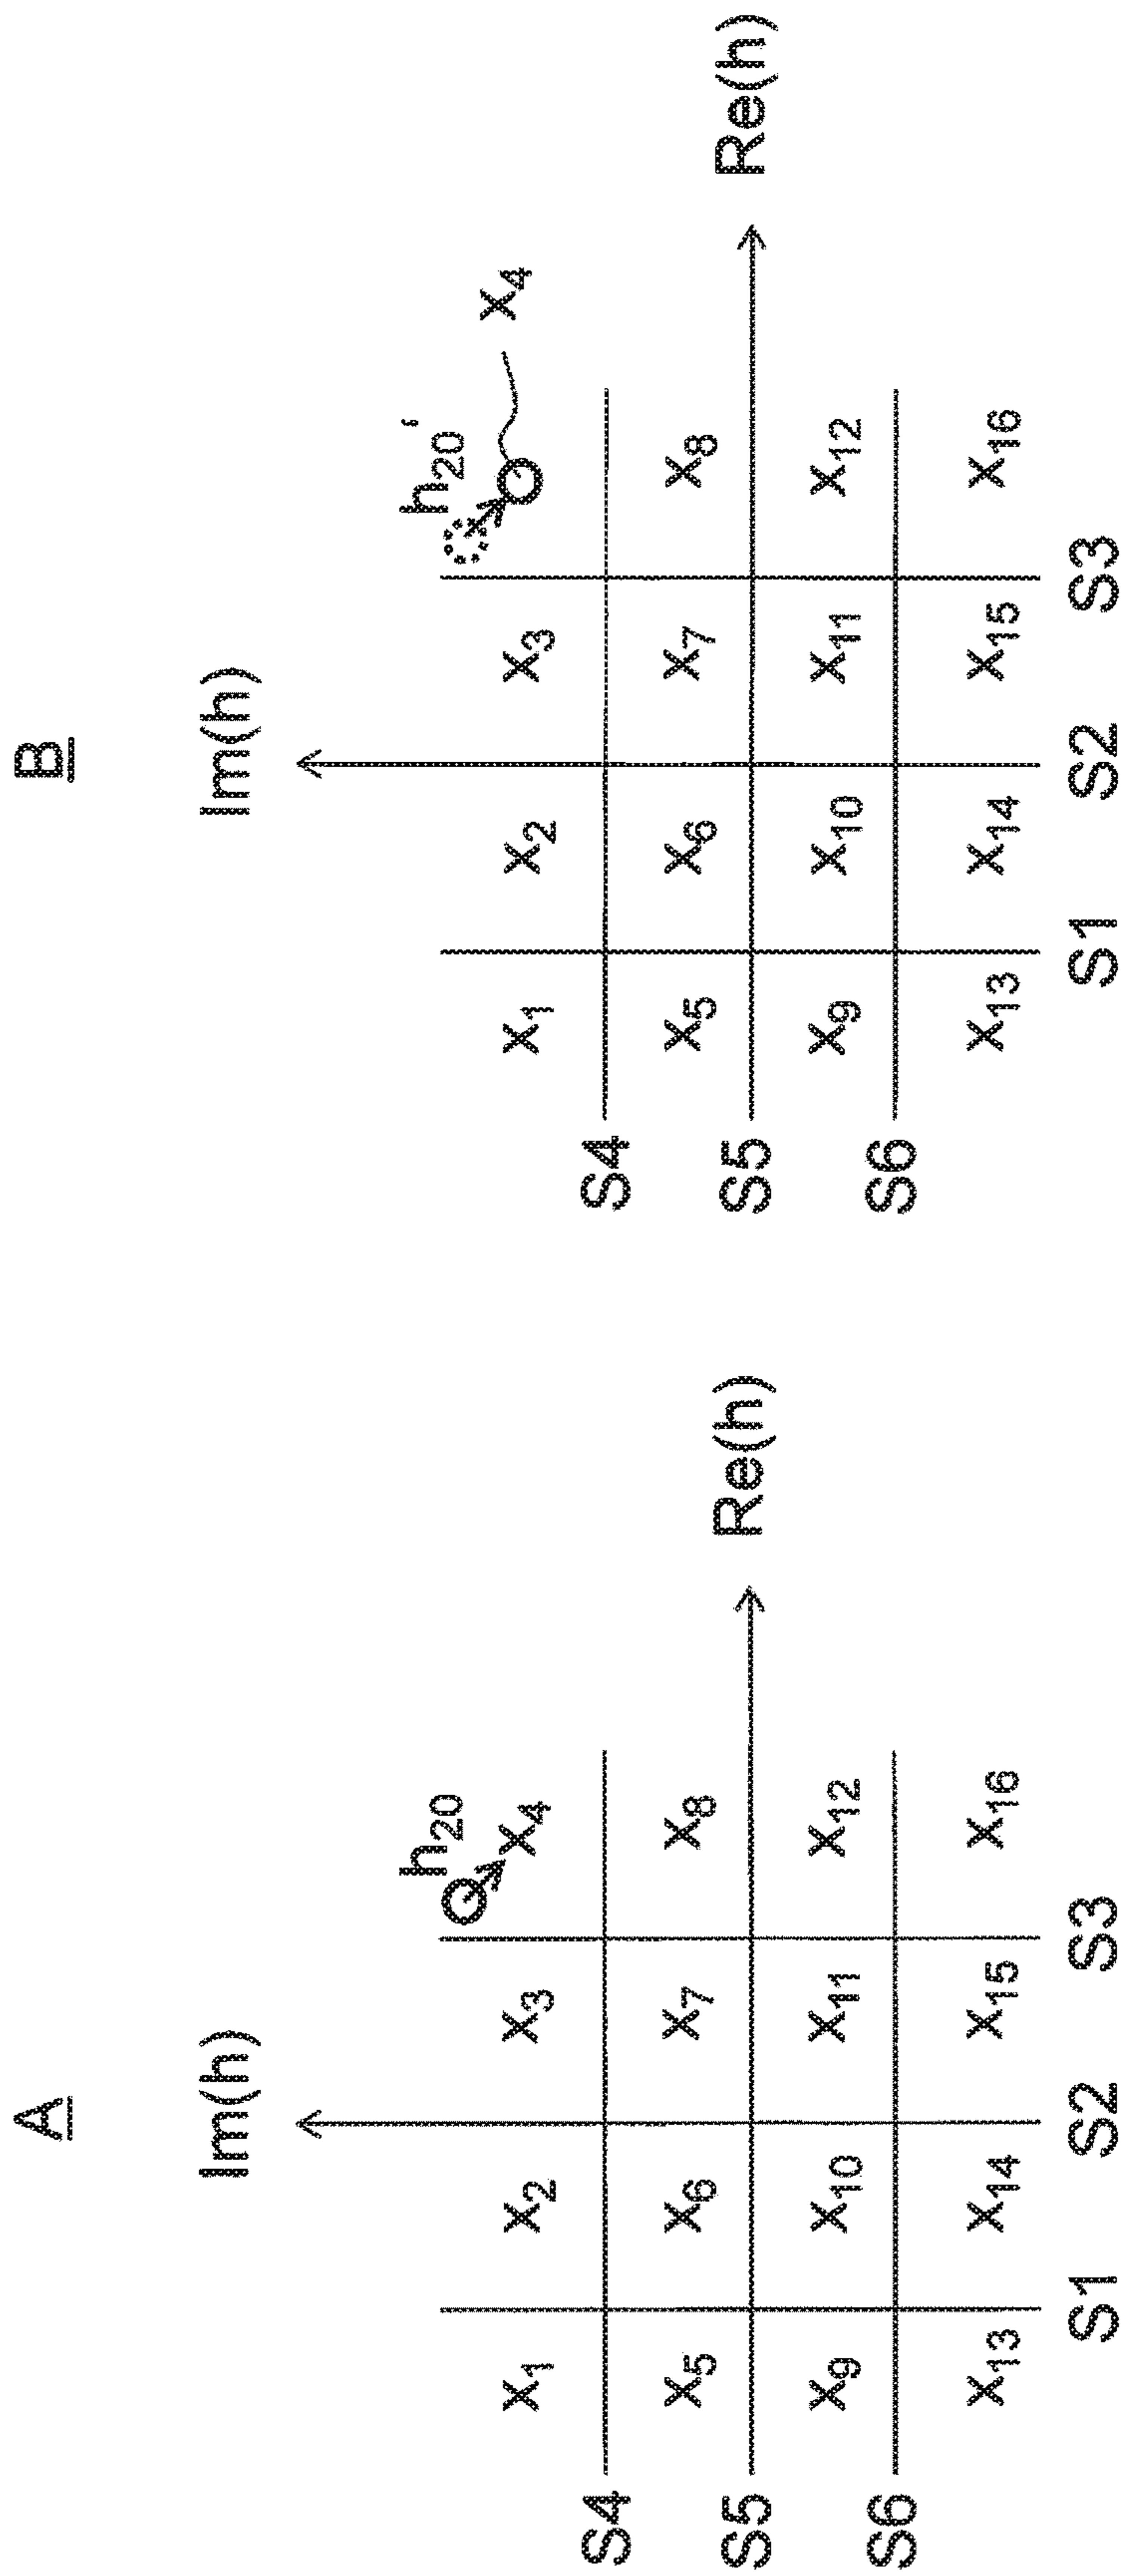 A
Im(h)
h20
x1 x2 x3 x4
S4
x5 x6 x7 x8
S5 Re(h)
x9 x10 x11 x12
S6
x13 x14 x15 x16
S1 S2 S3
B
Im(h)
h20'
x1 x2 x3 x4
S4
x5 x6 x7 x8
S5 Re(h)
x9 x10 x11 x12
S6
x13 x14 x15 x16
S1 S2 S3